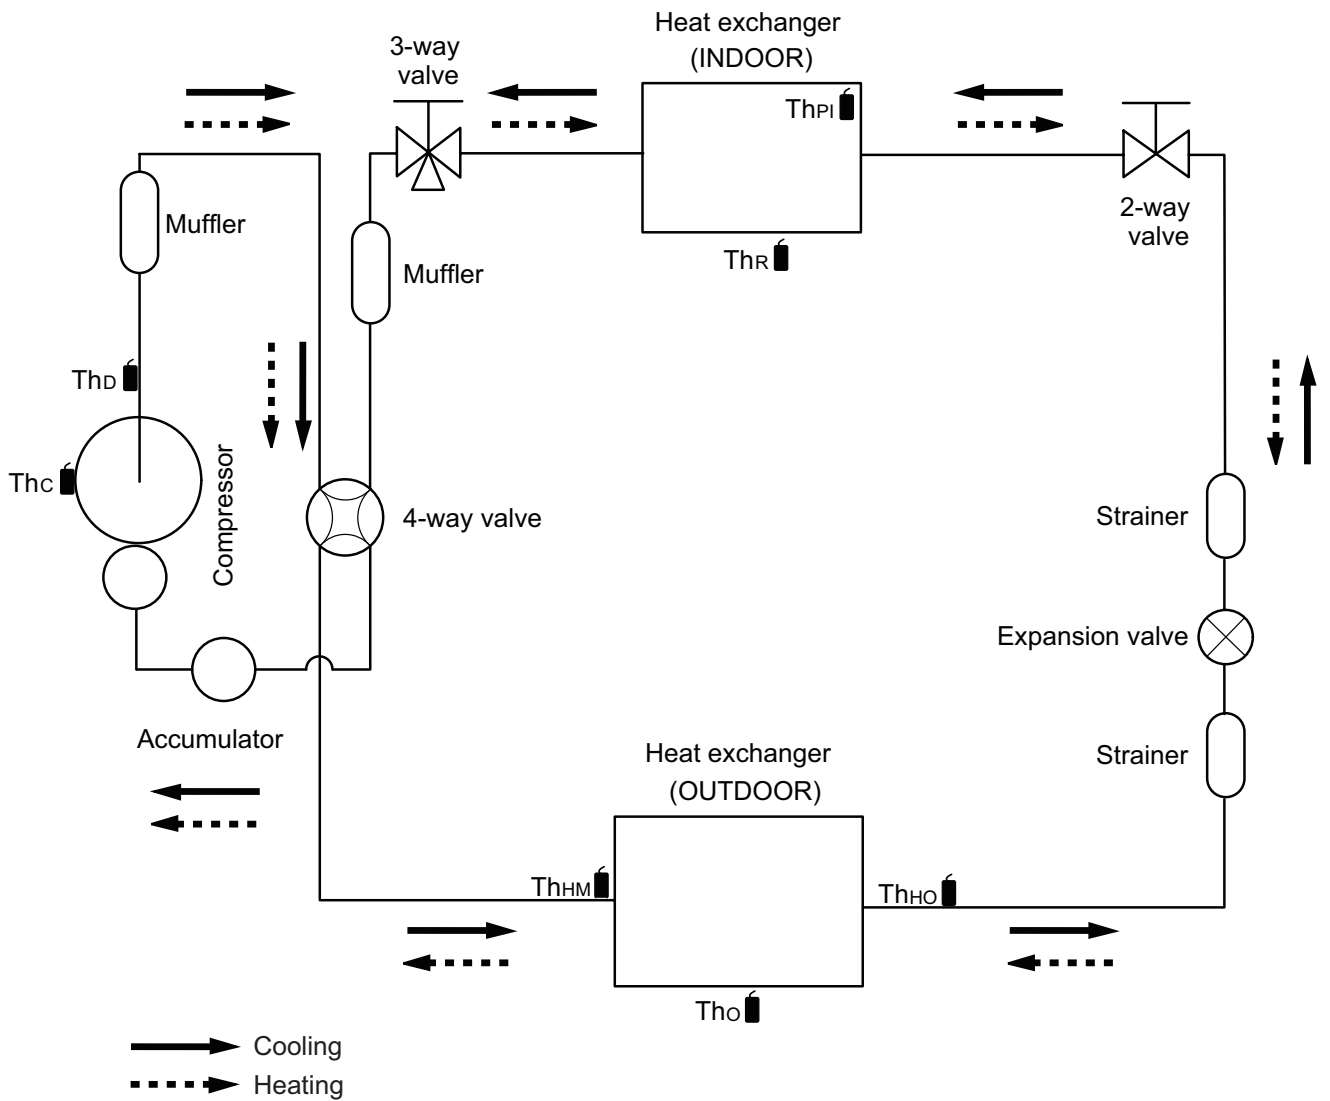 Heat exchanger
(INDOOR)
3-way
valve
ThPI
2-way
valve
Muffler
Muffler
ThR
ThD
ThC
Compressor
4-way valve
Strainer
Expansion valve
Strainer
Accumulator
Heat exchanger
(OUTDOOR)
ThHM
ThHO
ThO
Cooling
Heating